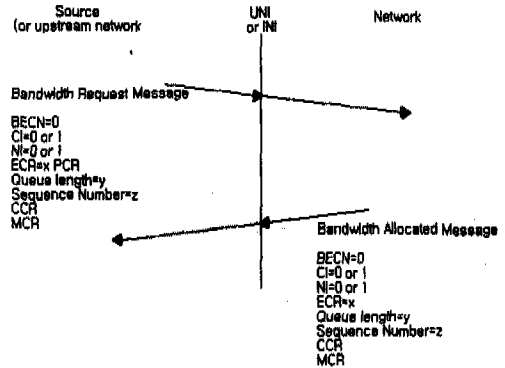 Source
(or upstream network
UNI
or INI
Network
Bandwidth Request Message
BECN=0
CI=0 or 1
NI=0 or 1
ECR=x PCR
Queue length=y
Sequence Number=z
CCR
MCR
Bandwidth Allocated Message
BECN=0
CI=0 or 1
NI=0 or 1
ECR=x
Queue length=y
Sequence Number=z
CCR
MCR